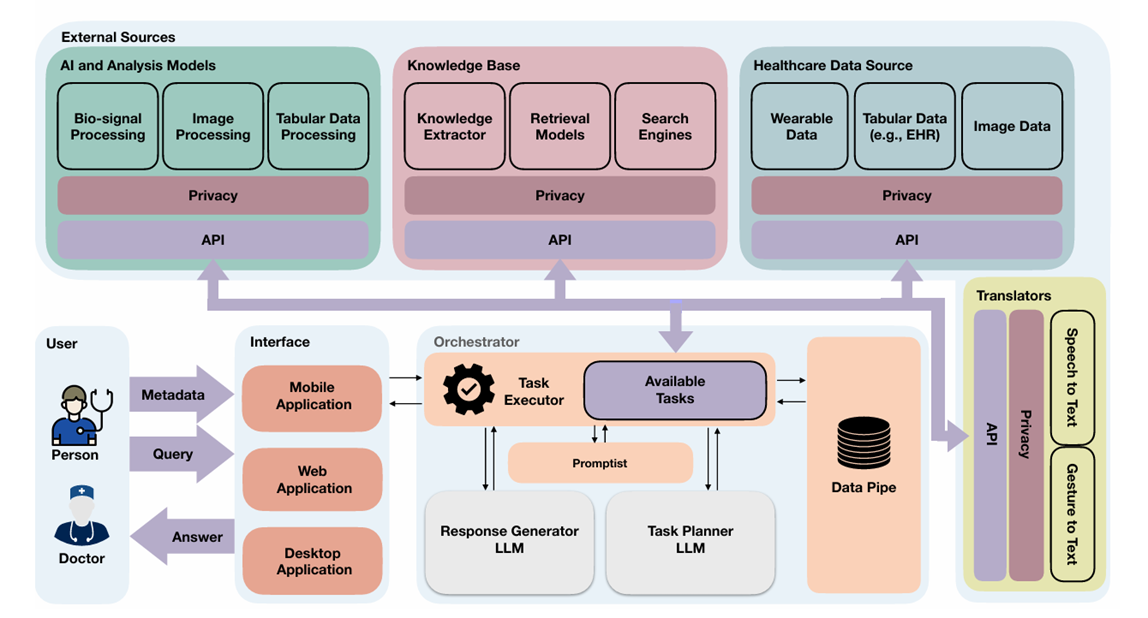 External Sources
AI and Analysis Models
Bio-signal
Processing
Image
Processing
Tabular Data
Processing
Privacy
API
Knowledge Base
Knowledge
Extractor
Retrieval
Models
Search
Engines
Privacy
API
Healthcare Data Source
Wearable
Data
Tabular Data
(e.g., EHR)
Image Data
Privacy
API
Translators
API
Privacy
Speech to Text
Gesture to Text
User
Person
Doctor
Metadata
Query
Answer
Interface
Mobile
Application
Web
Application
Desktop
Application
Orchestrator
Task
Executor
Available
Tasks
Promptist
Response Generator
LLM
Task Planner
LLM
Data Pipe